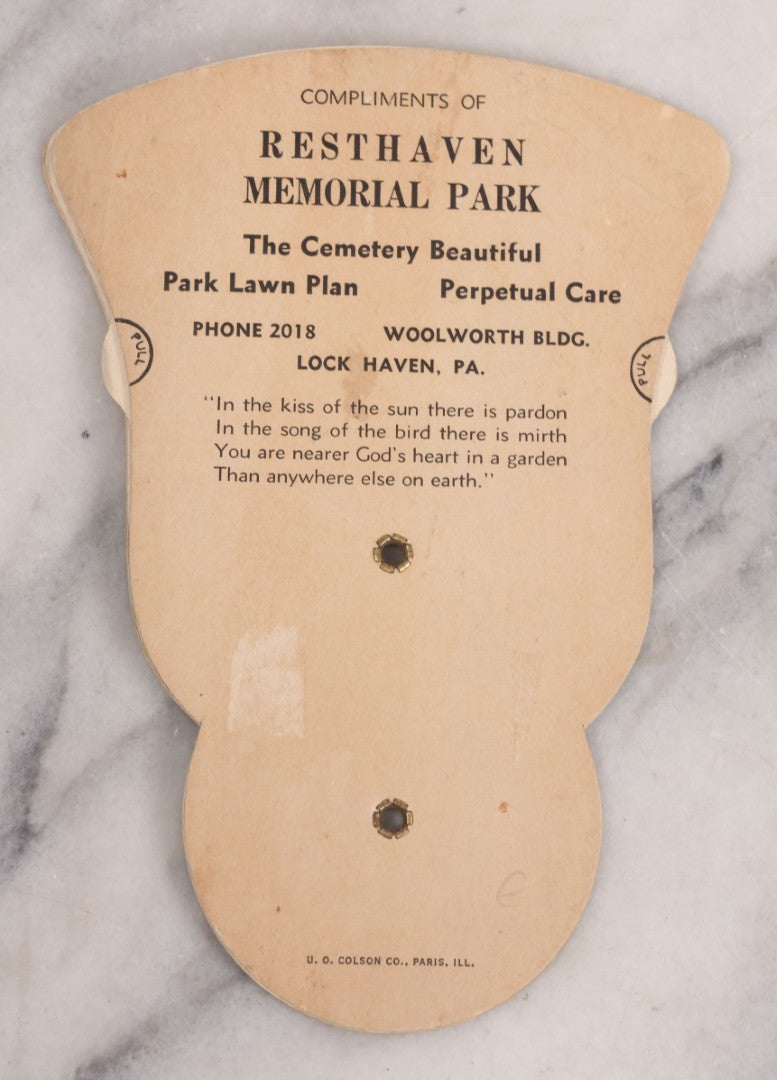 COMPLIMENTS OF
RESTHAVEN
MEMORIAL PARK
The Cemetery Beautiful
Park Lawn Plan Perpetual Care
PHONE 2018 WOOLWORTH BLDG.
LOCK HAVEN, PA.
PULL
PULL
"In the kiss of the sun there is pardon
In the song of the bird there is mirth
You are nearer God's heart in a garden
Than anywhere else on earth."
U. O. COLSON CO., PARIS, ILL.